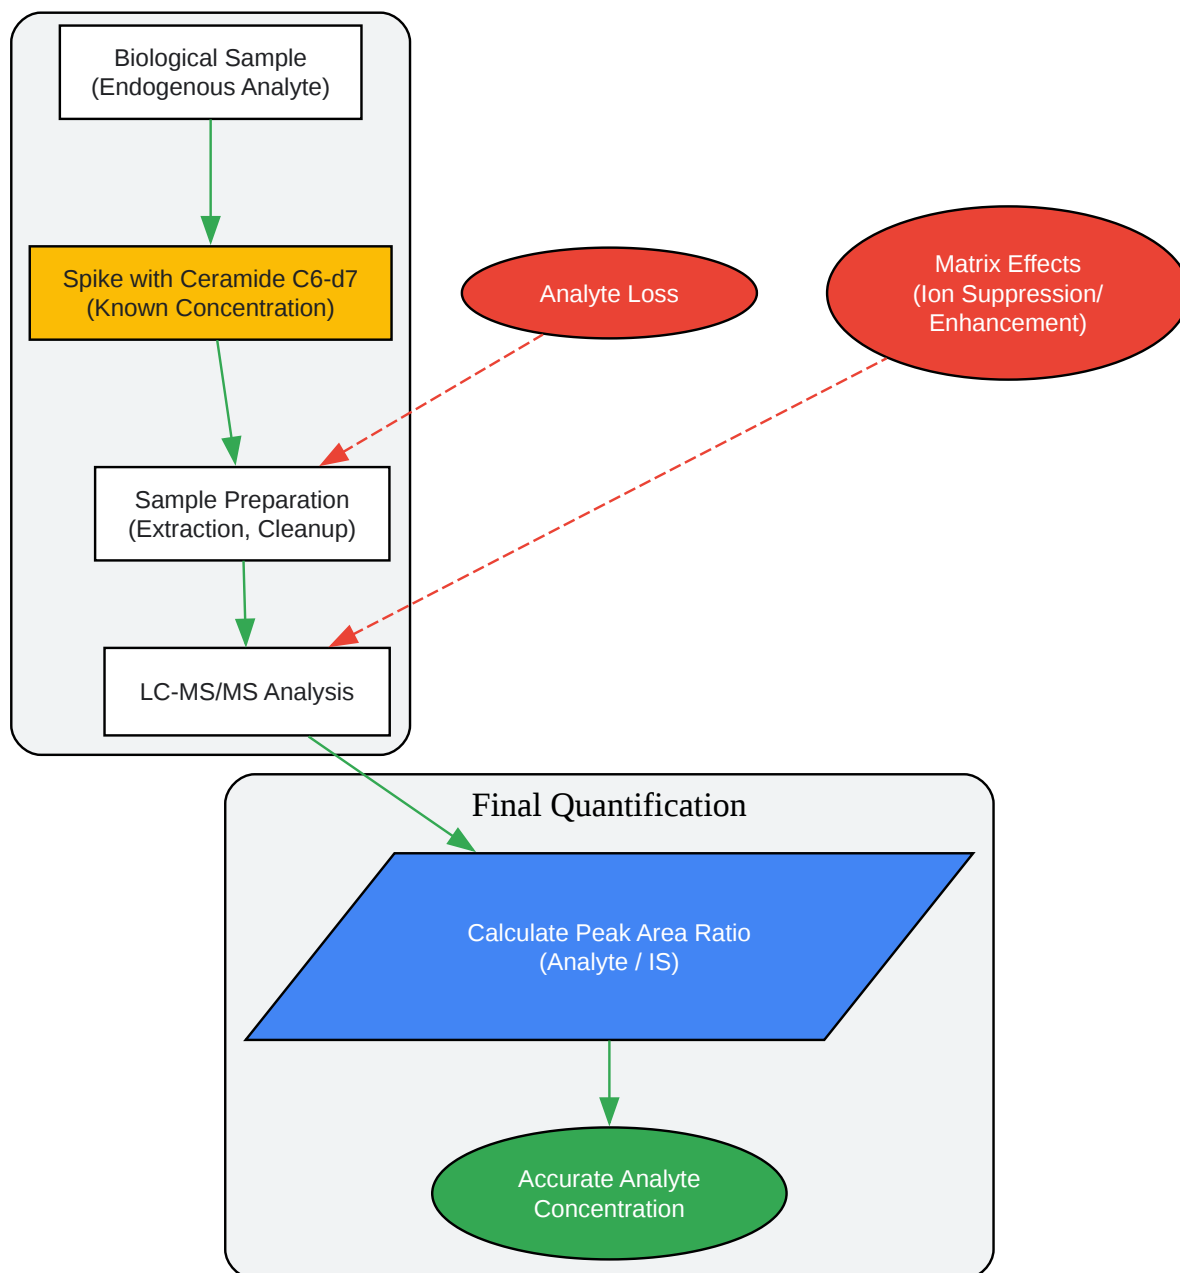 Biological Sample
(Endogenous Analyte)
Spike with Ceramide C6-d7
(Known Concentration)
Analyte Loss
Matrix Effects
(Ion Suppression/
Enhancement)
Sample Preparation
(Extraction, Cleanup)
LC-MS/MS Analysis
Final Quantification
Calculate Peak Area Ratio
(Analyte / IS)
Accurate Analyte
Concentration